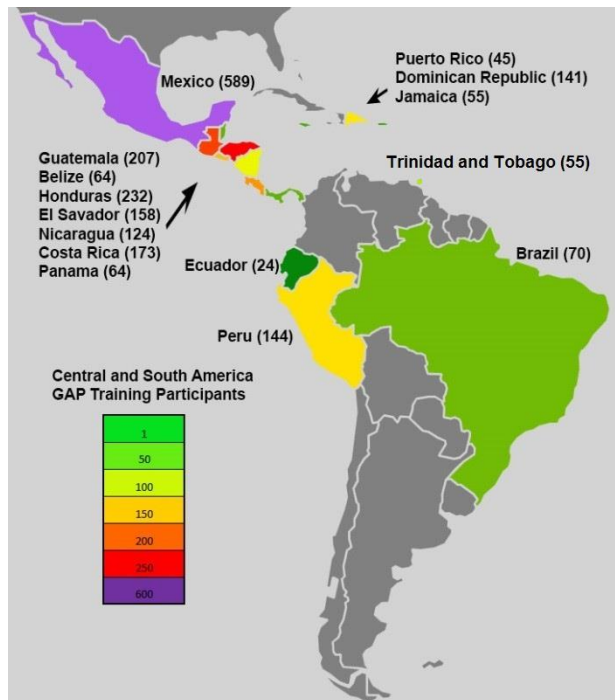 Puerto Rico (45)
Dominican Republic (141)
Jamaica (55)
Mexico (589)
Guatemala (207)
Belize (64)
Honduras (232)
El Savador (158)
Nicaragua (124)
Costa Rica (173)
Panama (64)
Trinidad and Tobago (55)
Brazil (70)
Ecuador (24)
Peru (144)
Central and South America
GAP Training Participants
1
50
100
150
200
250
600